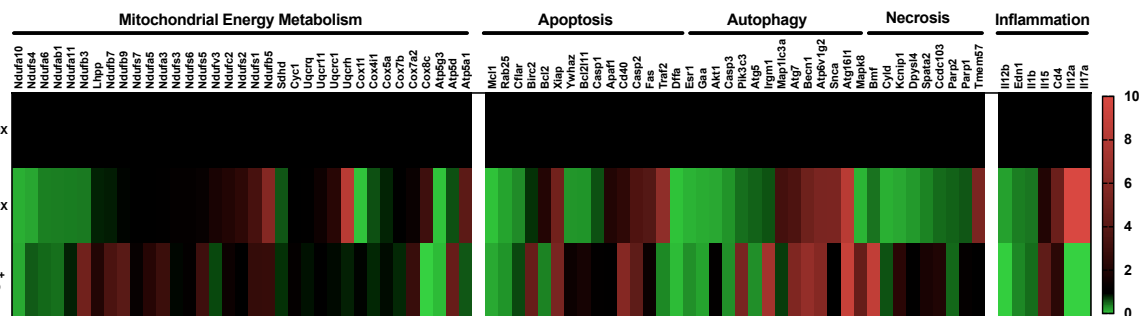 Mitochondrial Energy Metabolism
Apoptosis
Autophagy
Necrosis
Inflammation
Ndufa10
Ndufs4
Ndufa6
Ndufab1
Ndufa11
Ndufb3
Lhpp
Ndufb7
Ndufb9
Ndufa5
Ndufa3
Ndufs3
Ndufs6
Ndufs5
Ndufv3
Ndufc2
Ndufs2
Ndufs1
Ndufb5
Sdhd
Cyc1
Uqcrq
Uqcr11
Uqcrc1
Uqcrh
Cox11
Cox4i1
Cox5a
Cox7b
Cox7a2
Cox8c
Atp5g3
Atp5d
Atp5a1
Mcl1
Rab25
Cflar
Birc2
Bcl2
Xiap
Ywhaz
Bcl2l11
Casp1
Apaf1
Cd40
Casp2
Fas
Traf2
Dffa
Esr1
Gaa
Akt1
Casp3
Pik3c3
Atg5
Irgm1
Map1lc3a
Atg7
Becn1
Atp6v1g2
Snca
Atg16l1
Mapk8
Bmf
Cyld
Kcnip1
Dpysl4
Spata2
Ccdc103
Parp2
Parp1
Tmem57
Il12b
Edn1
Il1b
Il15
Cd4
Il12a
Il17a
x
x
+
10
8
6
4
2
0